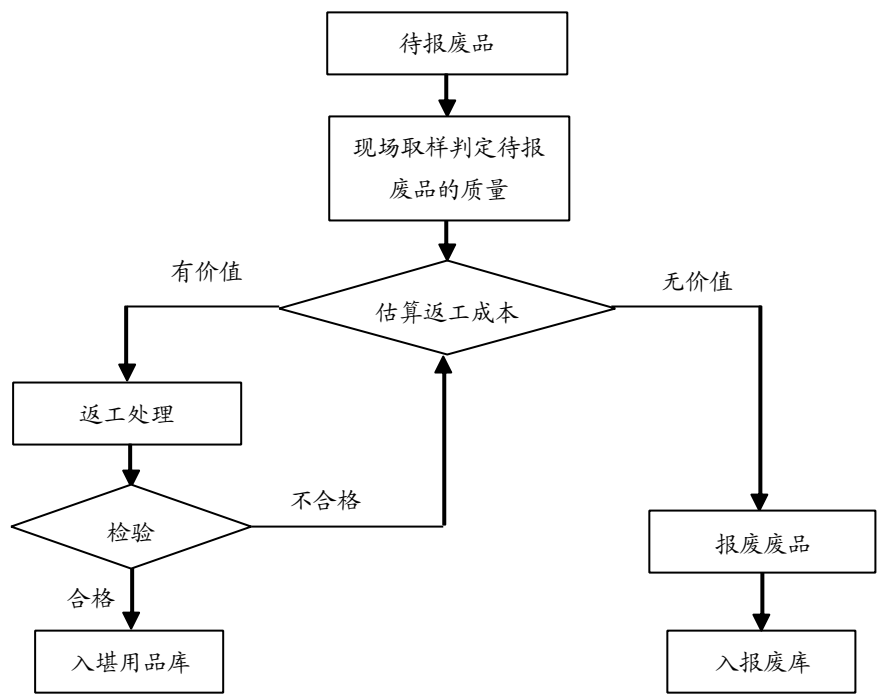 待报废品
现场取样判定待报
废品的质量
有价值
无价值
估算返工成本
返工处理
不合格
检验
报废废品
合格
入堪用品库
入报废库